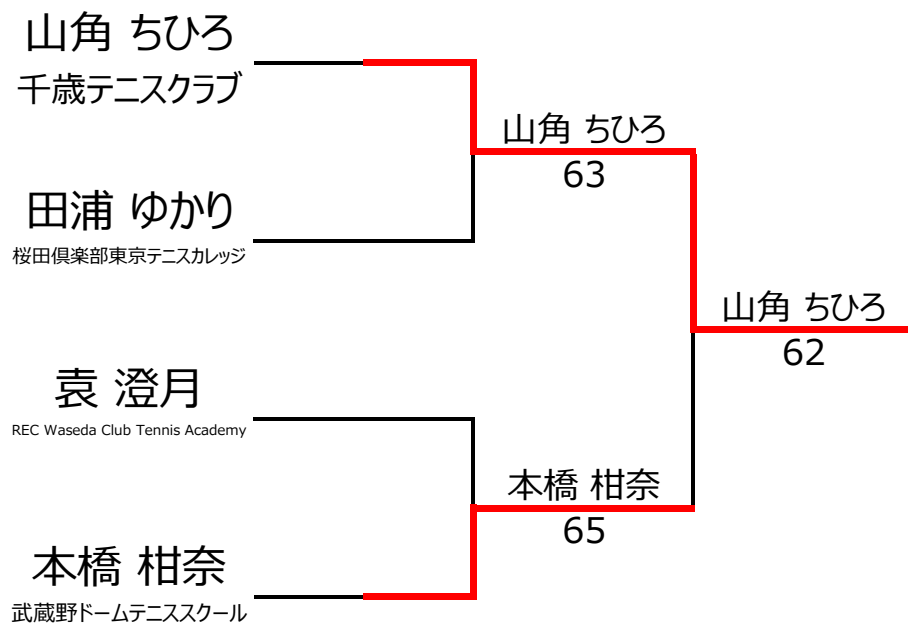 山角 ちひろ
千歳テニスクラブ
山角 ちひろ
63
田浦 ゆかり
桜田倶楽部東京テニスカレッジ
山角 ちひろ
62
袁 澄月
REC Waseda Club Tennis Academy
本橋 柑奈
65
本橋 柑奈
武蔵野ドームテニススクール